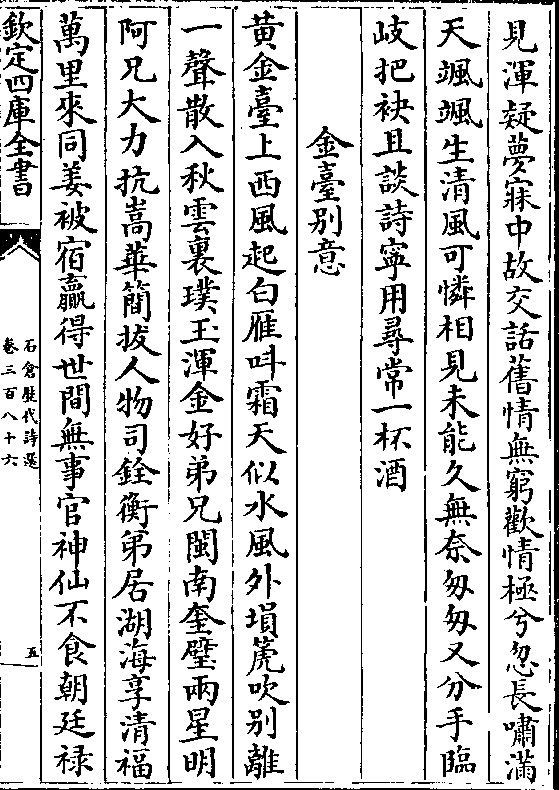 見渾疑夢寐中故交話舊情無窮歡情極兮忽長嘯滿
天颯颯生清風可憐相見未能久無奈匆匆又分手臨
岐把袂且談詩寧用尋常一杯酒
金臺别意
黄金臺上西風起白雁呌霜天似水風外塤箎吹别離
一聲散入秋雲裏璞玉渾金好弟兄閩南奎璧兩星明
阿兄大力抗嵩華簡拔人物司銓衡弟居湖海享清福
萬里來同姜被宿贏得世間無事官神仙不食朝廷禄
欽定四庫全書
石倉歴代詩選
卷三百八十六
五